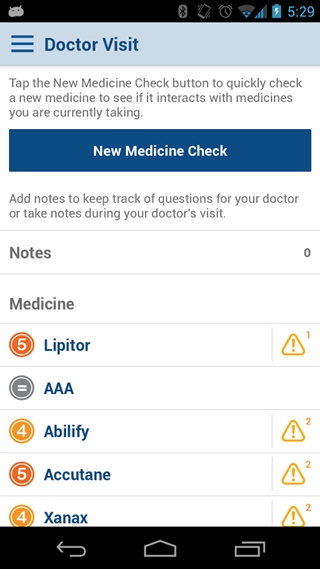 5:29
Doctor Visit
Tap the New Medicine Check button to quickly check
a new medicine to see if it interacts with medicines
you are currently taking.
New Medicine Check
Add notes to keep track of questions for your doctor
or take notes during your doctor's visit.
Notes 0
Medicine
5 Lipitor 1
= AAA
4 Abilify 2
5 Accutane 2
4 Xanax 2